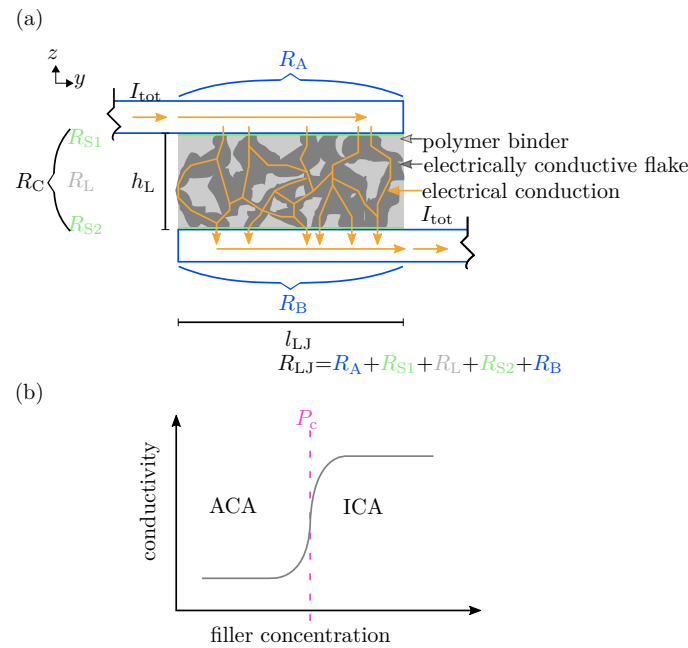 (a)
z
y
R_A
I_tot
R_S1
R_C
R_L
h_L
R_S2
polymer binder
electrically conductive flake
electrical conduction
I_tot
R_B
l_LJ
R_LJ=R_A+R_S1+R_L+R_S2+R_B
(b)
P_c
conductivity
ACA
ICA
filler concentration